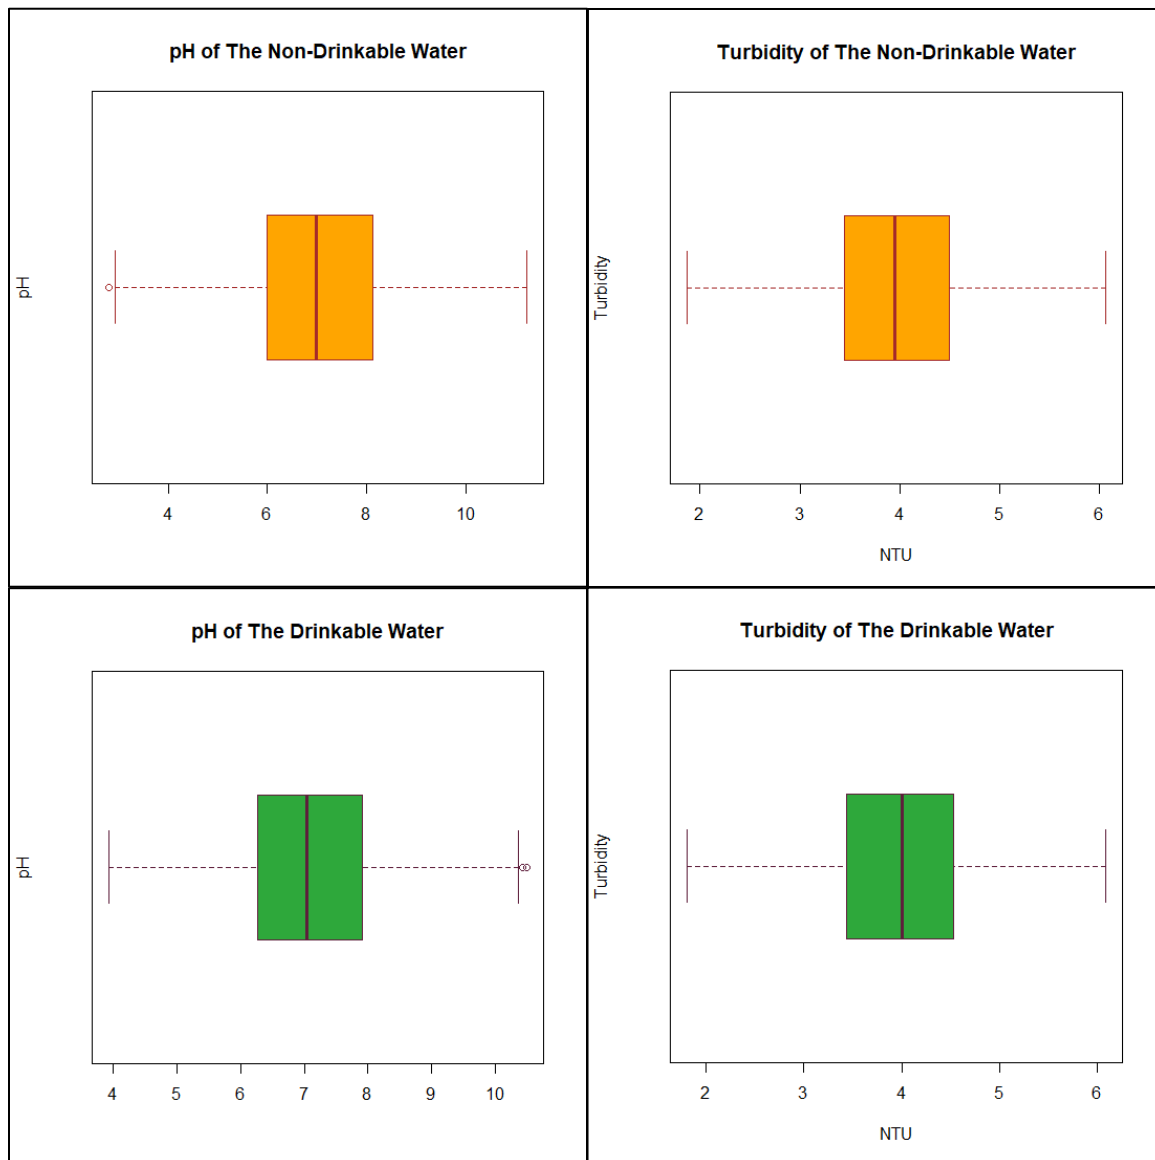 pH of The Non-Drinkable Water
pH
4 6 8 10
Turbidity of The Non-Drinkable Water
Turbidity
2 3 4 5 6
NTU
pH of The Drinkable Water
pH
4 5 6 7 8 9 10
Turbidity of The Drinkable Water
Turbidity
2 3 4 5 6
NTU